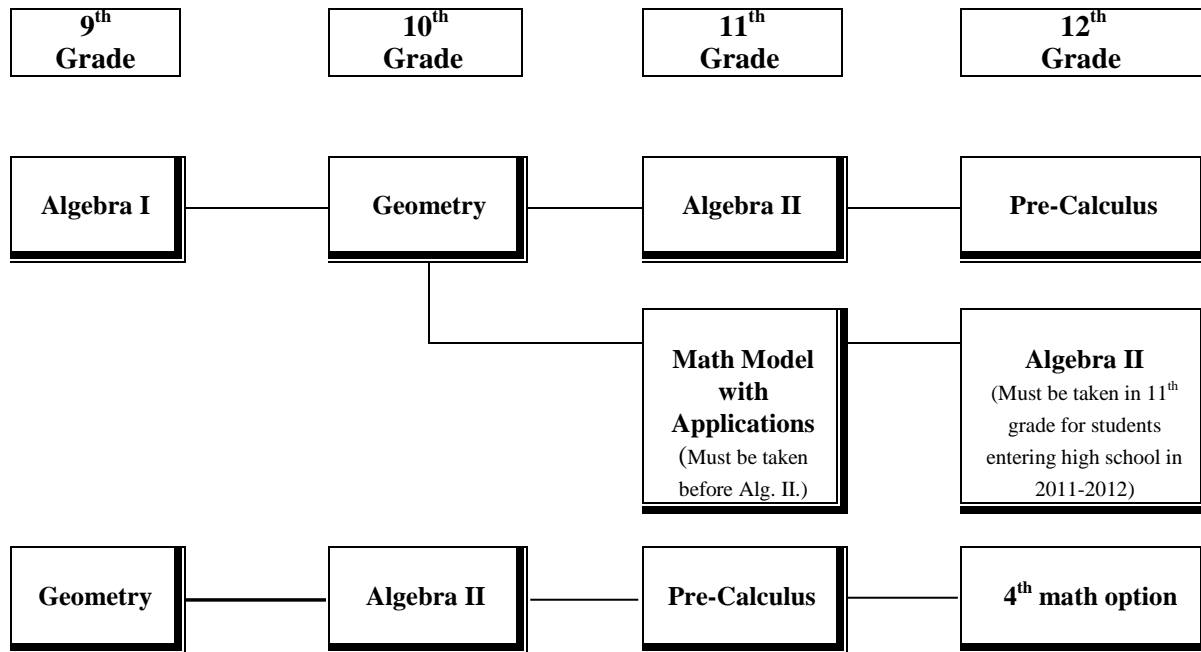 9th
Grade
10th
Grade
11th
Grade
12th
Grade
Algebra I
Geometry
Algebra II
Pre-Calculus
Math Model
with
Applications
(Must be taken
before Alg. II.)
Algebra II
(Must be taken in 11th
grade for students
entering high school in
2011-2012)
Geometry
Algebra II
Pre-Calculus
4th math option